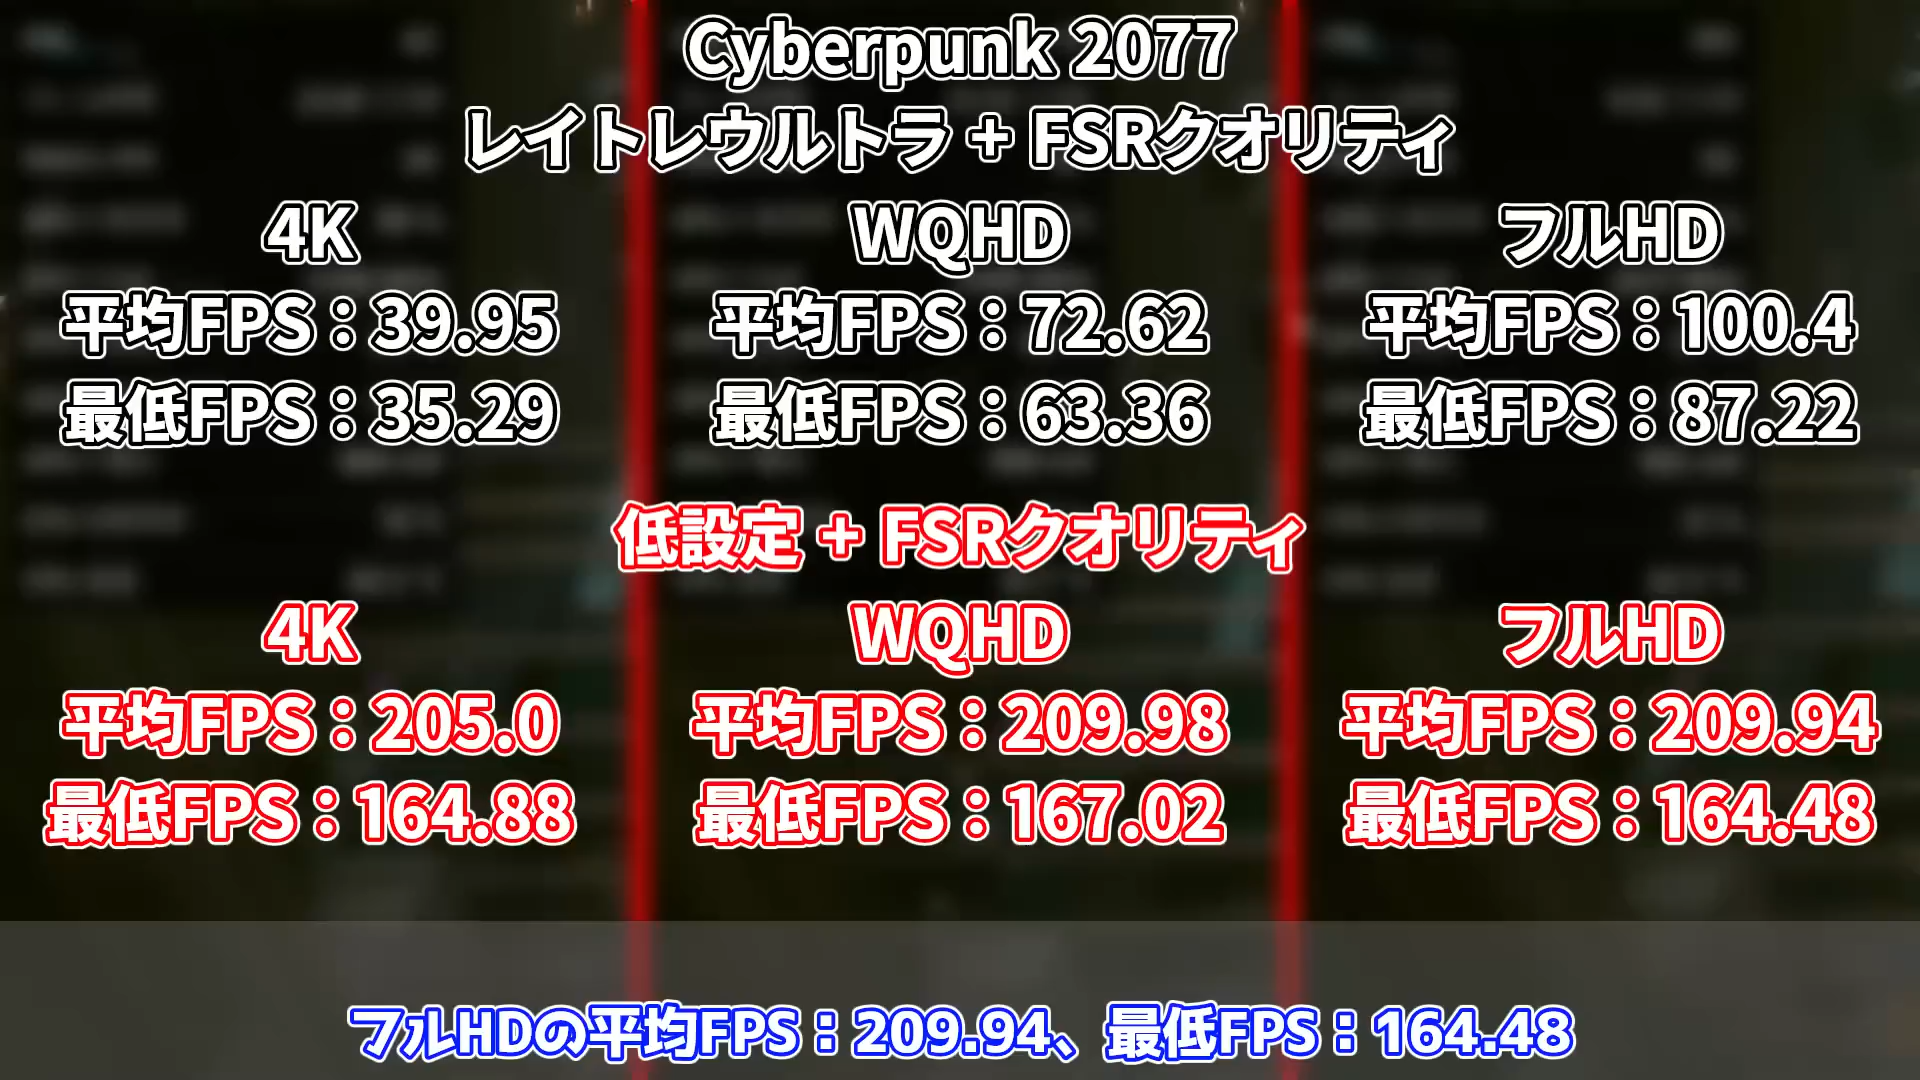 Cyberpunk 2077
レイトレウルトラ + FSRクオリティ
4K
平均FPS：39.95
最低FPS：35.29
WQHD
平均FPS：72.62
最低FPS：63.36
フルHD
平均FPS：100.4
最低FPS：87.22
低設定 + FSRクオリティ
4K
平均FPS：205.0
最低FPS：164.88
WQHD
平均FPS：209.98
最低FPS：167.02
フルHD
平均FPS：209.94
最低FPS：164.48
フルHDの平均FPS：209.94、最低FPS：164.48